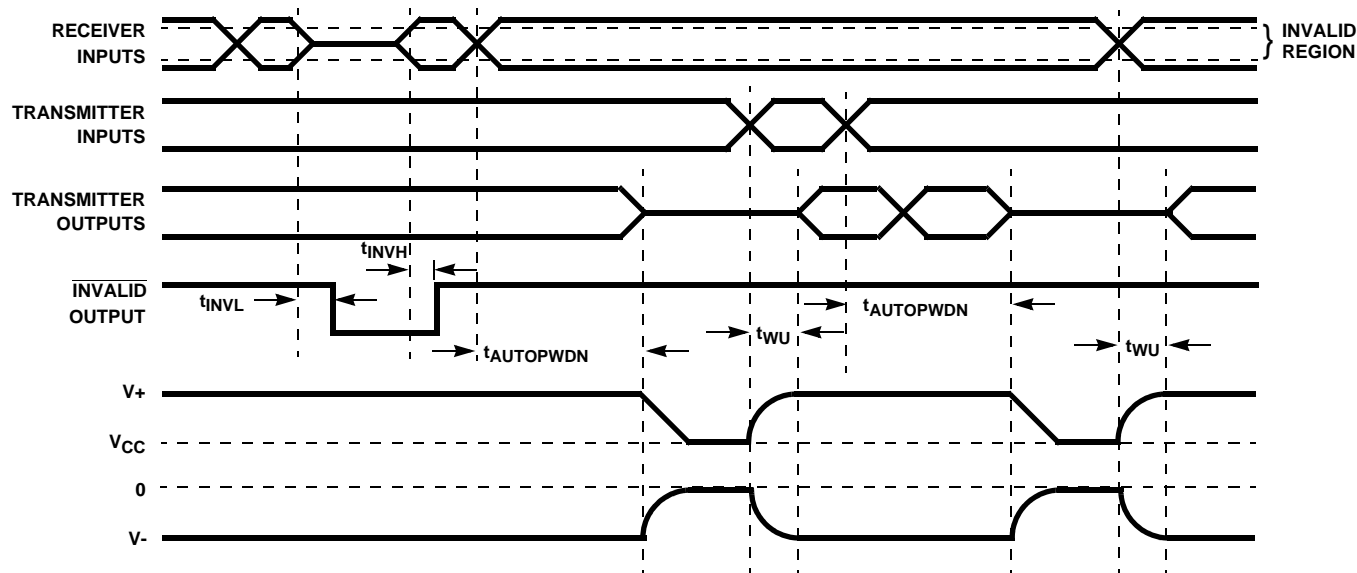 RECEIVER
INPUTS
} INVALID
REGION
TRANSMITTER
INPUTS
TRANSMITTER
OUTPUTS
tINVH
INVALID
OUTPUT
tINVL
tAUTOPWDN
tWU
tAUTOPWDN
tWU
V+
VCC
0
V-